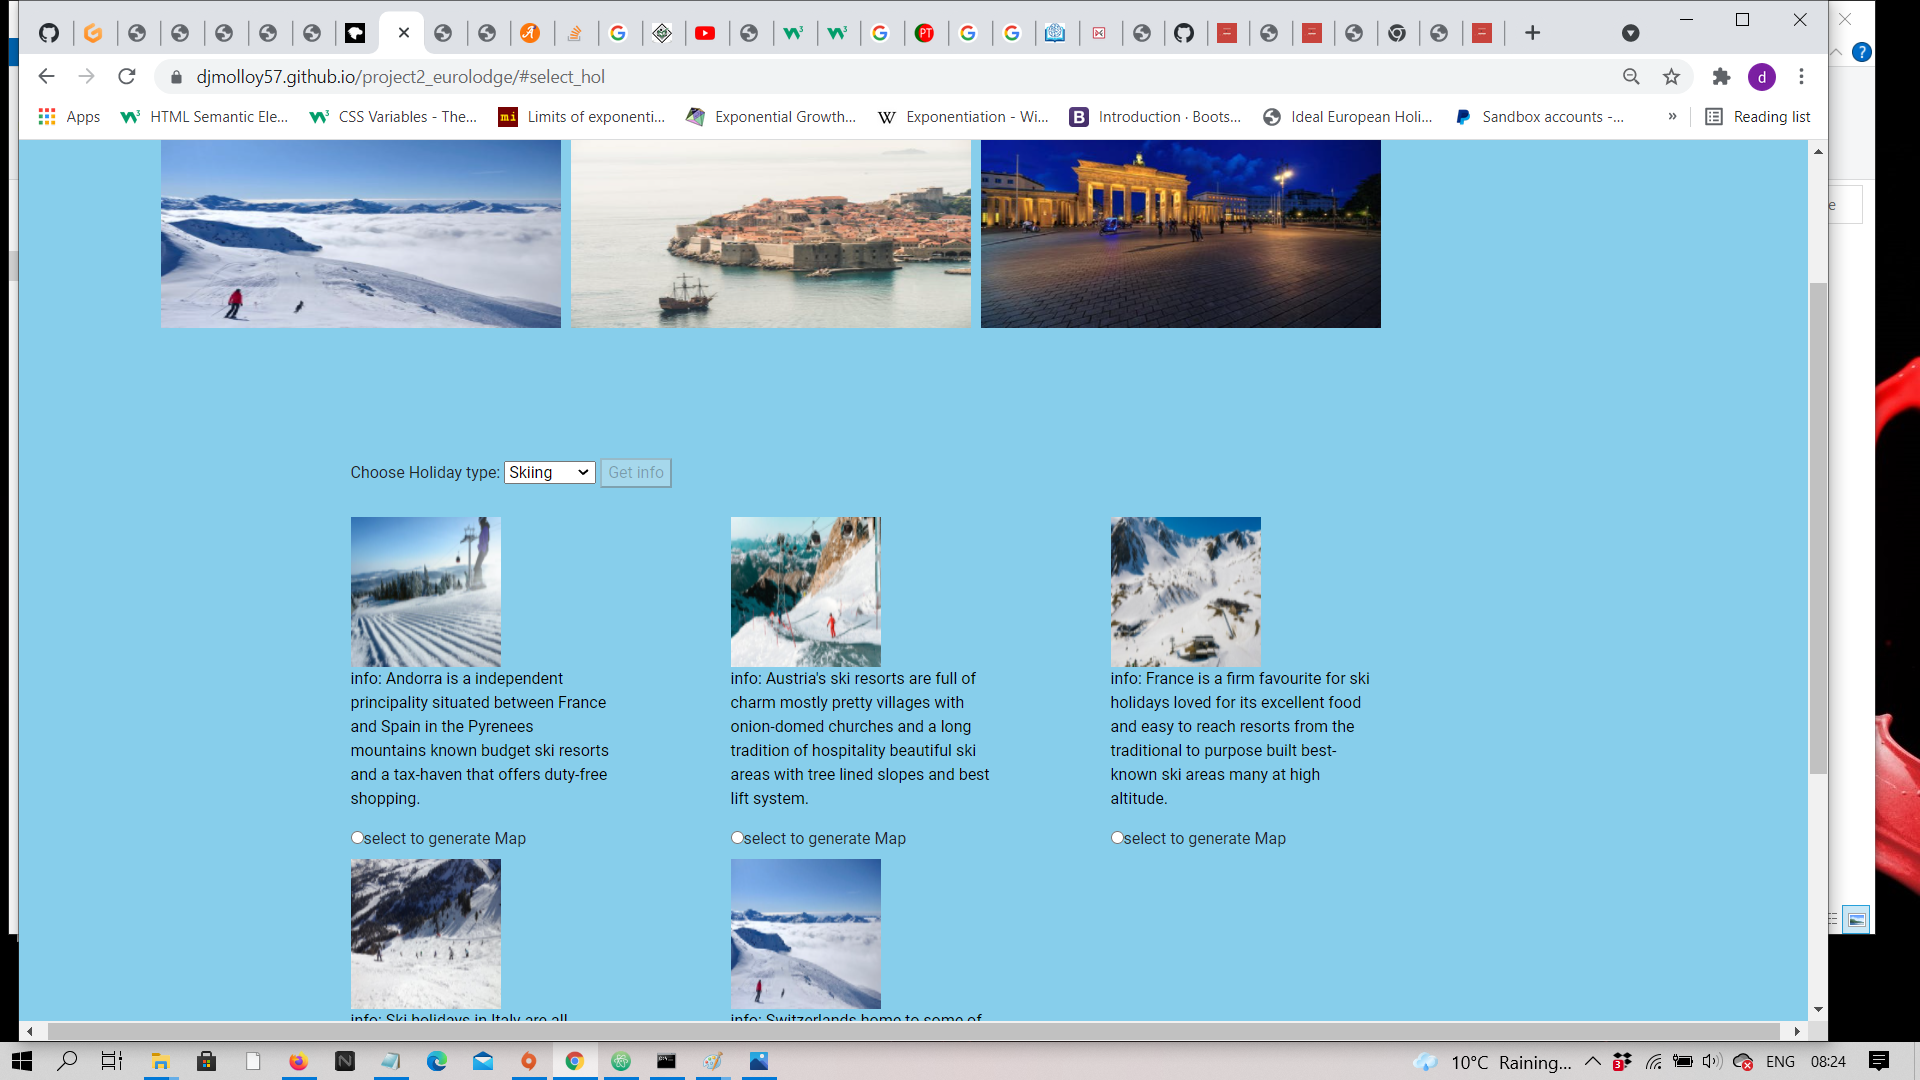 djmolloy57.github.io/project2_eurolodge/#select_hol
d
Apps
HTML Semantic Ele...
CSS Variables - The...
mi
Limits of exponenti...
Exponential Growth...
W
Exponentiation - Wi...
B
Introduction · Boots...
Ideal European Holi...
Sandbox accounts -...
»
Reading list
Choose Holiday type: Skiing Get info
info: Andorra is a independent
principality situated between France
and Spain in the Pyrenees
mountains known budget ski resorts
and a tax-haven that offers duty-free
shopping.
select to generate Map
info: Austria's ski resorts are full of
charm mostly pretty villages with
onion-domed churches and a long
tradition of hospitality beautiful ski
areas with tree lined slopes and best
lift system.
select to generate Map
info: France is a firm favourite for ski
holidays loved for its excellent food
and easy to reach resorts from the
traditional to purpose built best-
known ski areas many at high
altitude.
select to generate Map
info: Ski holidays in Italy are all
info: Switzerlands home to some of
10°C Raining...
ENG
08:24